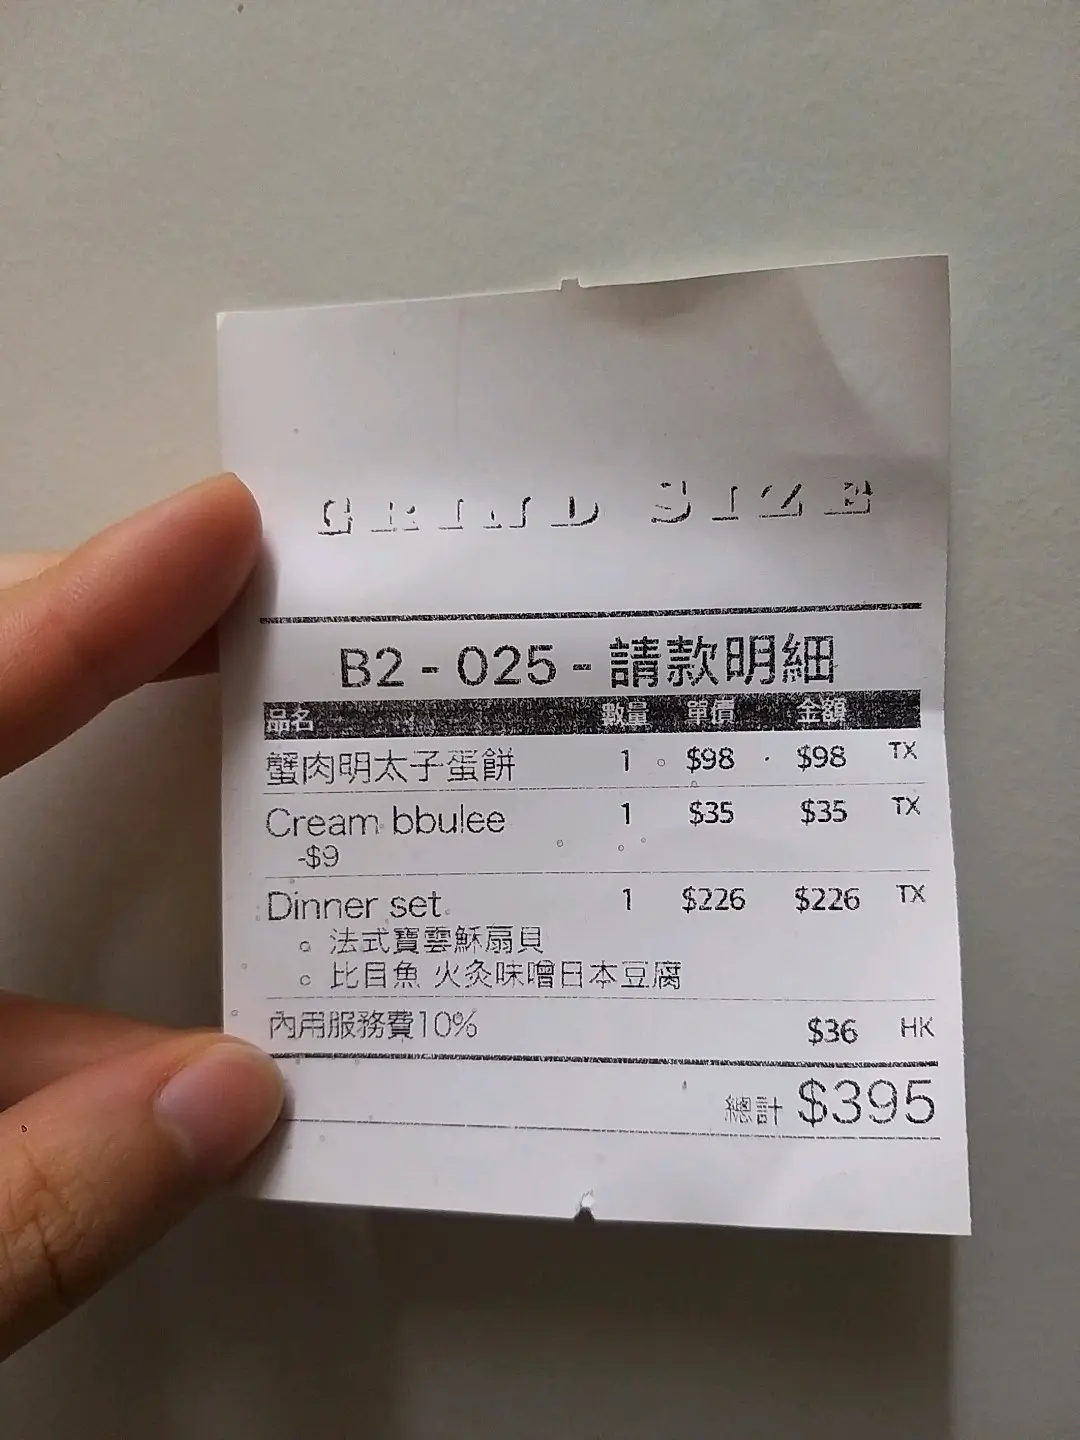 GRIND SIZE
B2 - 025 - 請款明細
品名 數量 單價 金額
蟹肉明太子蛋餅 1 $98 $98 TX
Cream bbulee 1 $35 $35 TX
-$9
Dinner set 1 $226 $226 TX
法式寶雲酥扇貝
比目魚 火灸味噌日本豆腐
內用服務費10% $36 HK
總計 $395